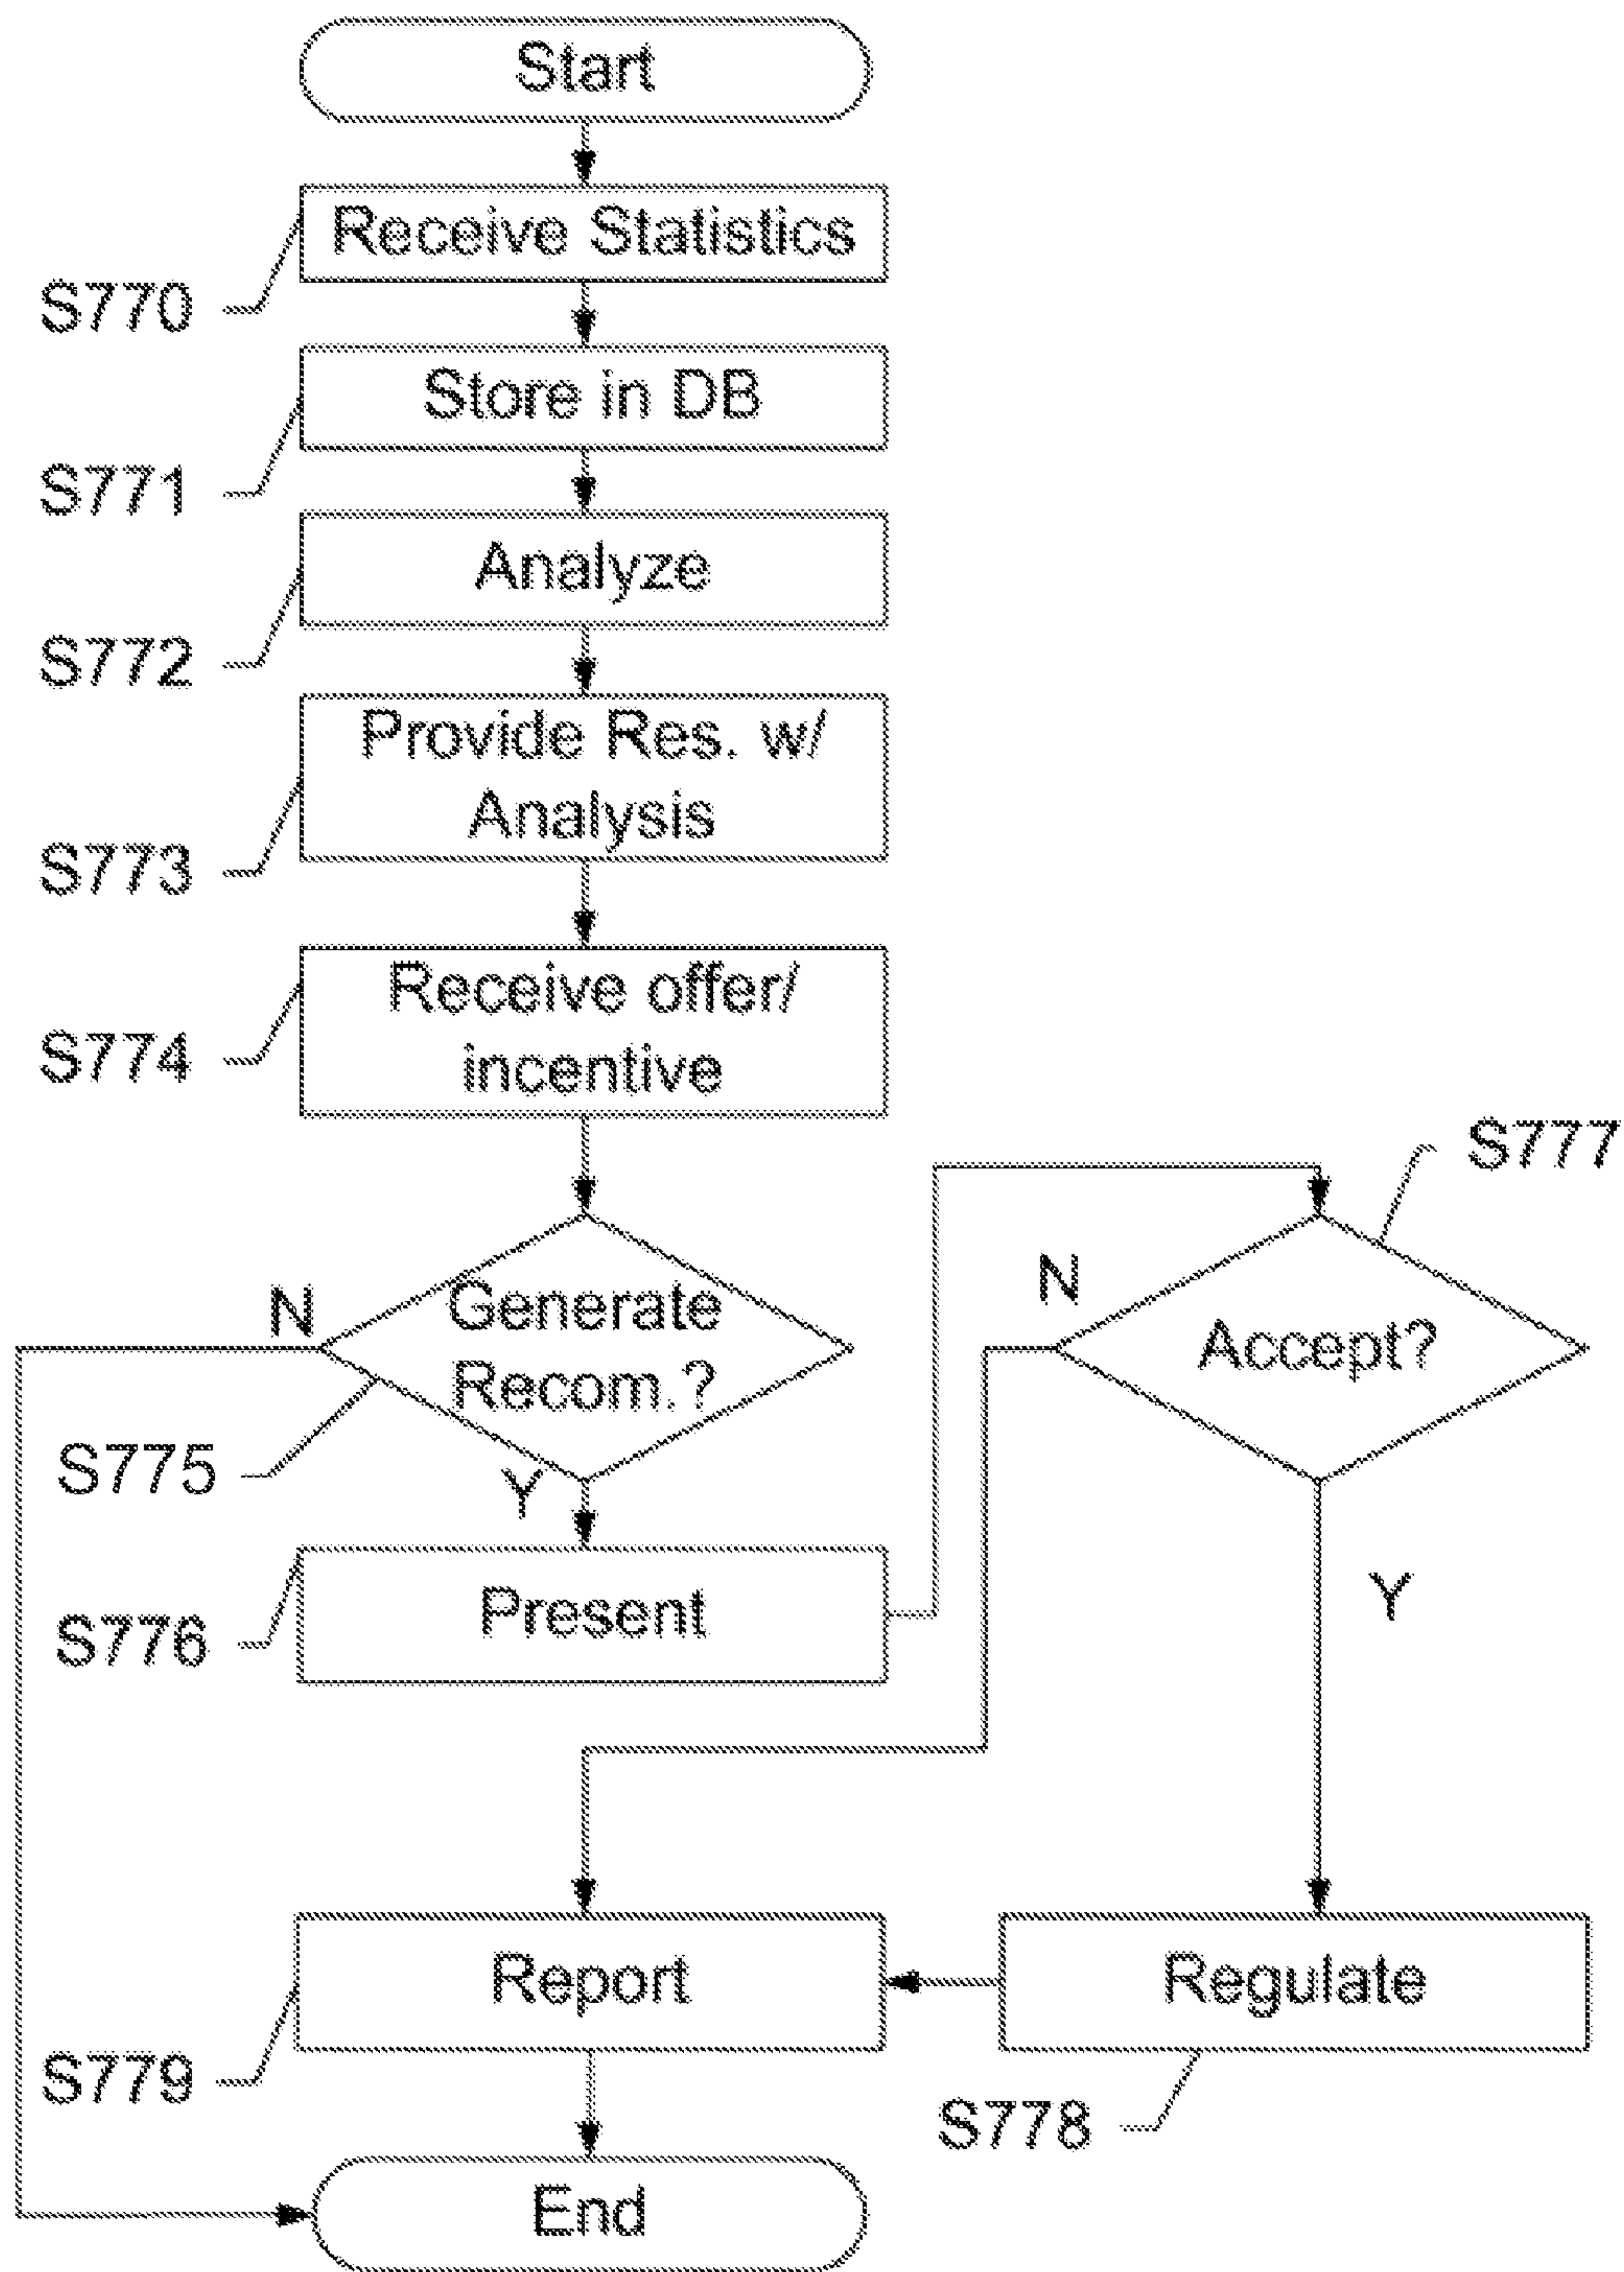 Start
Receive Statistics
S770
Store in DB
S771
Analyze
S772
Provide Res. w/
Analysis
S773
Receive offer/
incentive
S774
S777
N
Generate
Recom.?
S775
Y
N
Accept?
Y
Present
S776
Report
S779
Regulate
S778
End